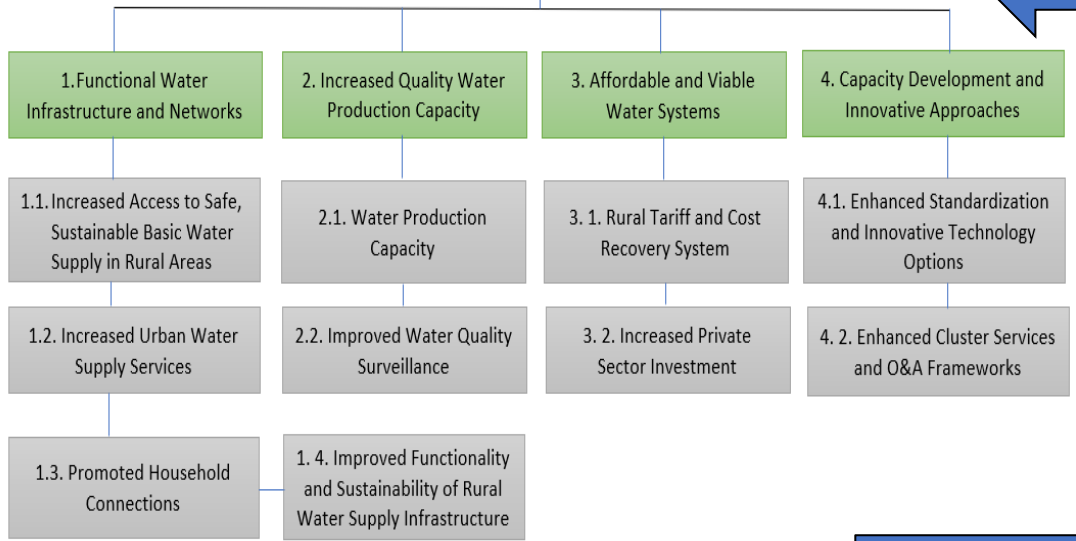 1.Functional Water
Infrastructure and Networks
2. Increased Quality Water
Production Capacity
3. Affordable and Viable
Water Systems
4. Capacity Development and
Innovative Approaches
1.1. Increased Access to Safe,
Sustainable Basic Water
Supply in Rural Areas
2.1. Water Production
Capacity
3. 1. Rural Tariff and Cost
Recovery System
4.1. Enhanced Standardization
and Innovative Technology
Options
1.2. Increased Urban Water
Supply Services
2.2. Improved Water Quality
Surveillance
3. 2. Increased Private
Sector Investment
4. 2. Enhanced Cluster Services
and O&A Frameworks
1.3. Promoted Household
Connections
1. 4. Improved Functionality
and Sustainability of Rural
Water Supply Infrastructure